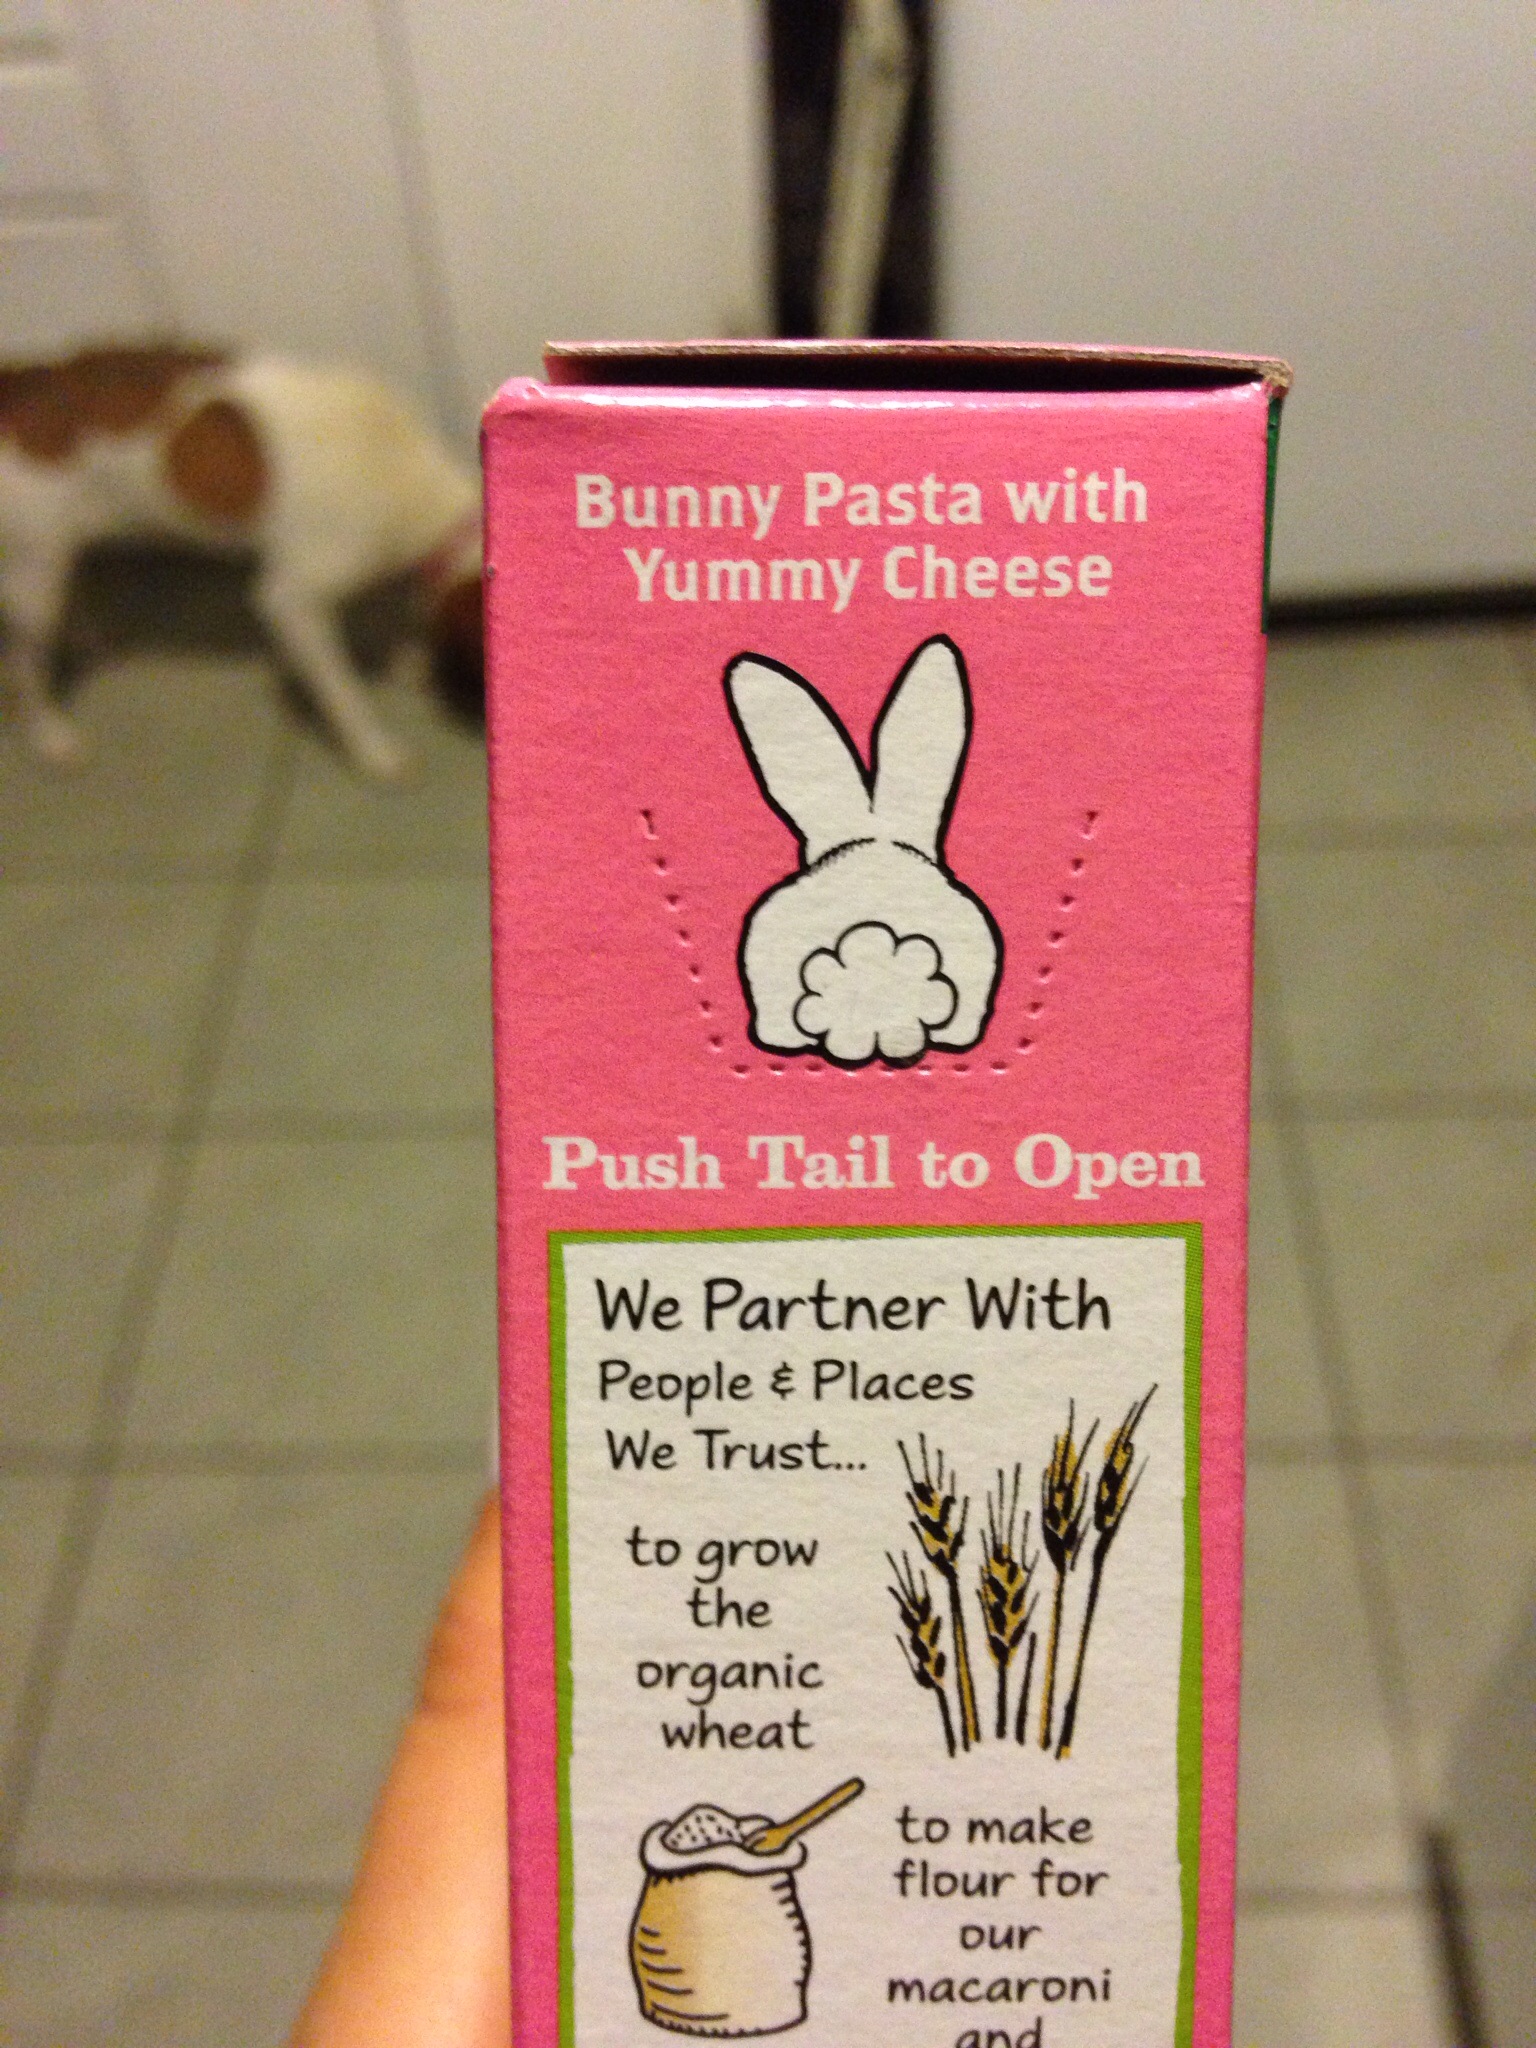 Bunny Pasta with
Yummy Cheese
Push Tail to Open
We Partner With
People & Places
We Trust...
to grow
the
organic
wheat
to make
flour for
our
macaroni
and